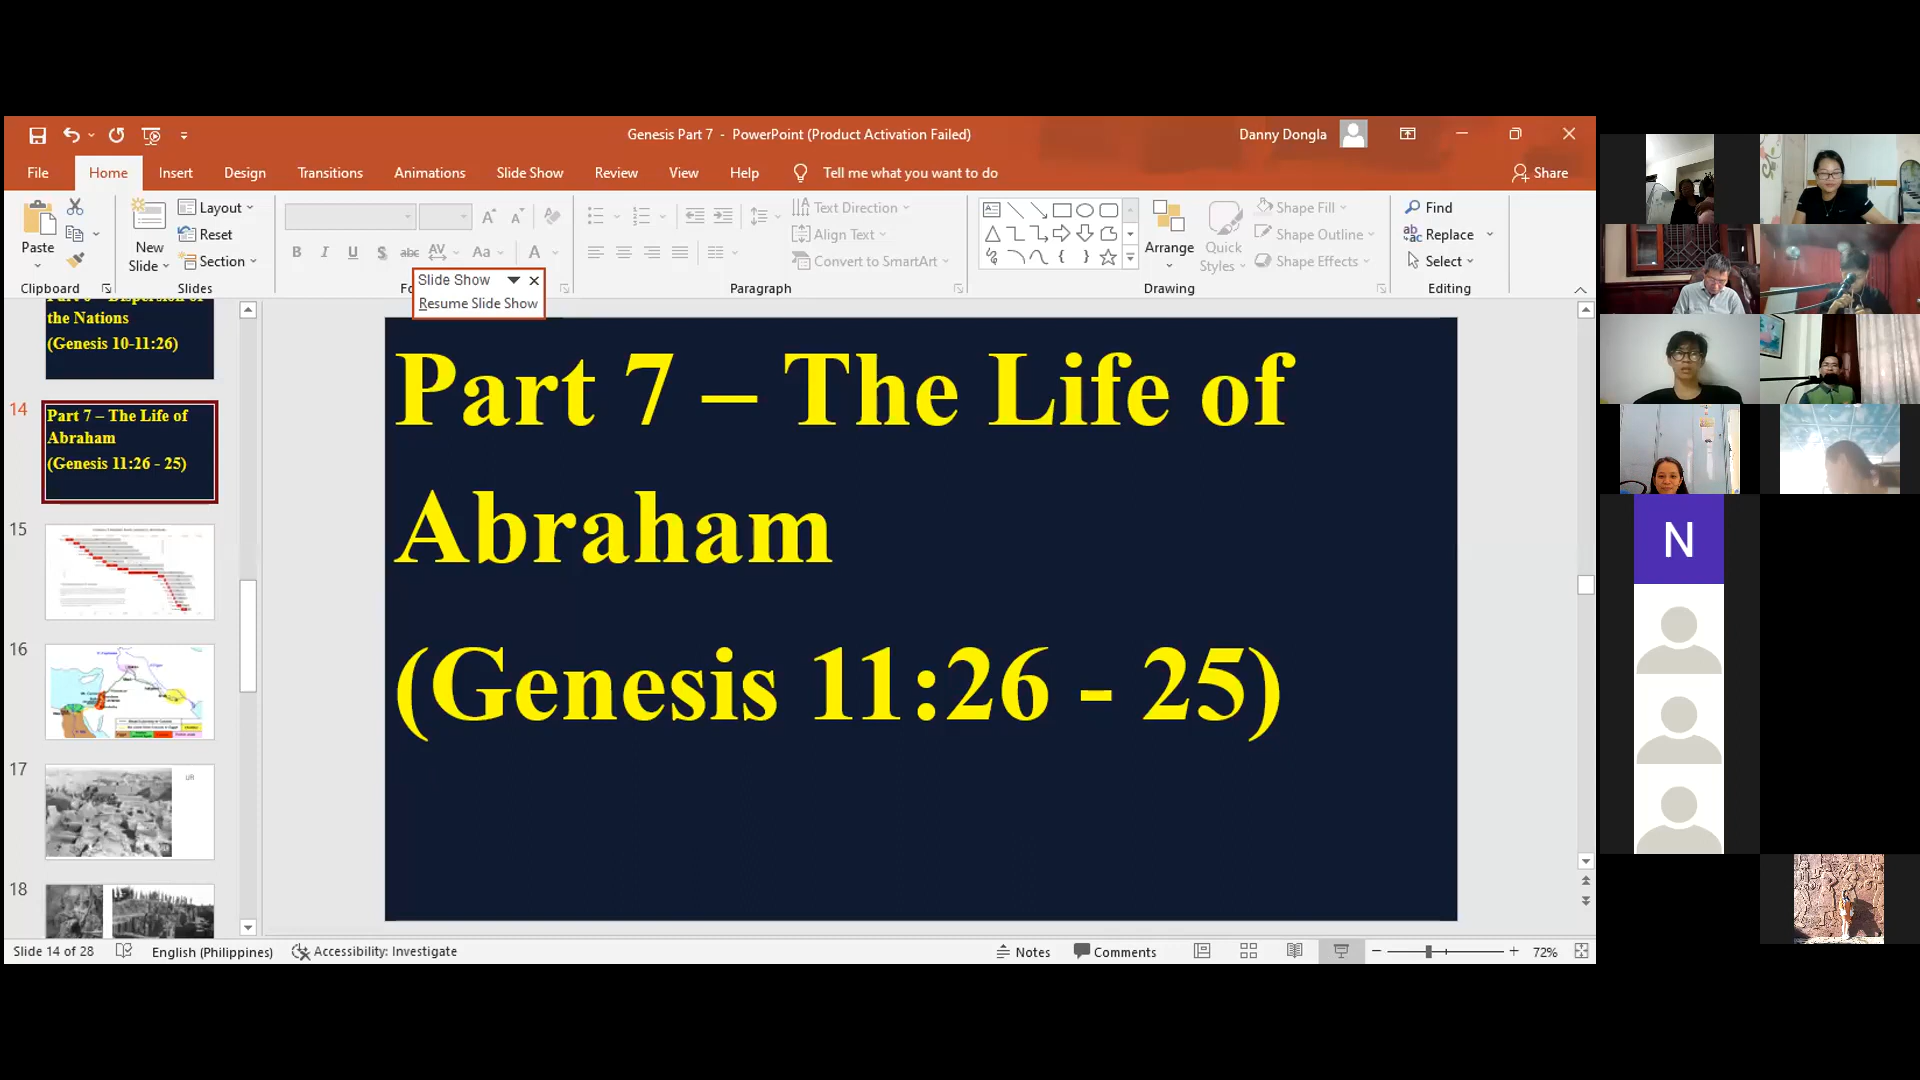 Genesis Part 7 - PowerPoint (Product Activation Failed)
Danny Dongla
File Home Insert Design Transitions Animations Slide Show Review View Help Tell me what you want to do Share
Paste
Clipboard
New
Slide
Layout
Reset
Section
Slides
B I U S abc AV Aa A
Paragraph
Text Direction
Align Text
Convert to SmartArt
Arrange
Quick
Styles
Shape Fill
Shape Outline
Shape Effects
Drawing
Find
Replace
Select
Editing
Slide Show
Resume Slide Show
the Nations
(Genesis 10-11:26)
14
Part 7 – The Life of
Abraham
(Genesis 11:26 - 25)
15
16
17
UR
18
Part 7 – The Life of
Abraham
(Genesis 11:26 - 25)
N
Slide 14 of 28
English (Philippines)
Accessibility: Investigate
Notes
Comments
72%